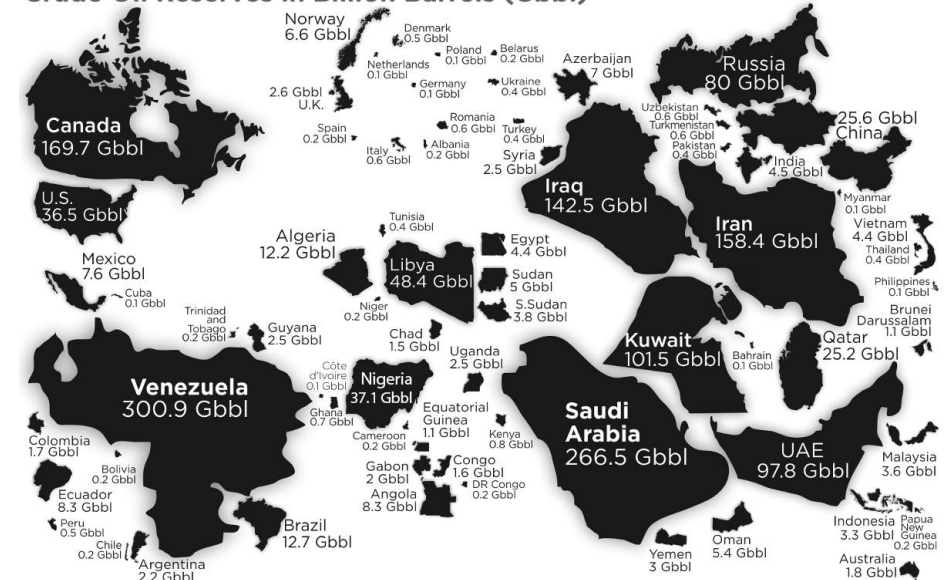 Crude Oil Reserves in Billion Barrels (Gbbl)
Norway
6.6 Gbbl
Denmark
0.5 Gbbl
Poland
0.1 Gbbl
Belarus
0.2 Gbbl
Netherlands
0.1 Gbbl
Germany
0.1 Gbbl
Ukraine
0.4 Gbbl
2.6 Gbbl
U.K.
Spain
0.2 Gbbl
Italy
0.6 Gbbl
Romania
0.6 Gbbl
Albania
0.2 Gbbl
Turkey
0.4 Gbbl
Syria
2.5 Gbbl
Azerbaijan
7 Gbbl
Russia
80 Gbbl
Uzbekistan
0.6 Gbbl
Turkmenistan
0.6 Gbbl
Pakistan
0.4 Gbbl
25.6 Gbbl
China
India
4.5 Gbbl
Myanmar
0.1 Gbbl
Vietnam
4.4 Gbbl
Thailand
0.4 Gbbl
Philippines
0.1 Gbbl
Brunei
Darussalam
1.1 Gbbl
Canada
169.7 Gbbl
U.S.
36.5 Gbbl
Mexico
7.6 Gbbl
Cuba
0.1 Gbbl
Trinidad
and
Tobago
0.2 Gbbl
Guyana
2.5 Gbbl
Venezuela
300.9 Gbbl
Colombia
1.7 Gbbl
Bolivia
0.2 Gbbl
Ecuador
8.3 Gbbl
Peru
0.5 Gbbl
Chile
0.2 Gbbl
Argentina
2.2 Gbbl
Brazil
12.7 Gbbl
Algeria
12.2 Gbbl
Tunisia
0.4 Gbbl
Libya
48.4 Gbbl
Egypt
4.4 Gbbl
Sudan
5 Gbbl
S.Sudan
3.8 Gbbl
Niger
0.2 Gbbl
Chad
1.5 Gbbl
Côte
d'Ivoire
0.1 Gbbl
Ghana
0.7 Gbbl
Nigeria
37.1 Gbbl
Uganda
2.5 Gbbl
Cameroon
0.2 Gbbl
Equatorial
Guinea
1.1 Gbbl
Kenya
0.8 Gbbl
Gabon
2 Gbbl
Congo
1.6 Gbbl
DR Congo
0.2 Gbbl
Angola
8.3 Gbbl
Iraq
142.5 Gbbl
Iran
158.4 Gbbl
Kuwait
101.5 Gbbl
Bahrain
0.1 Gbbl
Qatar
25.2 Gbbl
Saudi
Arabia
266.5 Gbbl
UAE
97.8 Gbbl
Yemen
3 Gbbl
Oman
5.4 Gbbl
Malaysia
3.6 Gbbl
Indonesia
3.3 Gbbl
Papua
New
Guinea
0.2 Gbbl
Australia
1.8 Gbbl